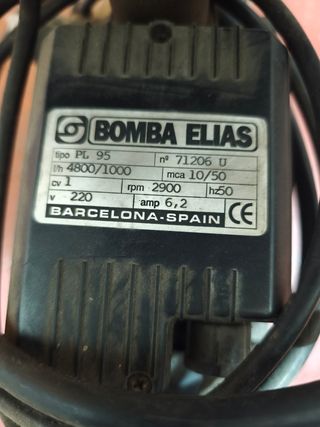 BOMBA ELIAS
tipo PL 95 nº 71206 U
l/h 4800/1000 mca 10/50
cv 1 rpm 2900 hz50
v 220 amp 6,2
BARCELONA-SPAIN CE